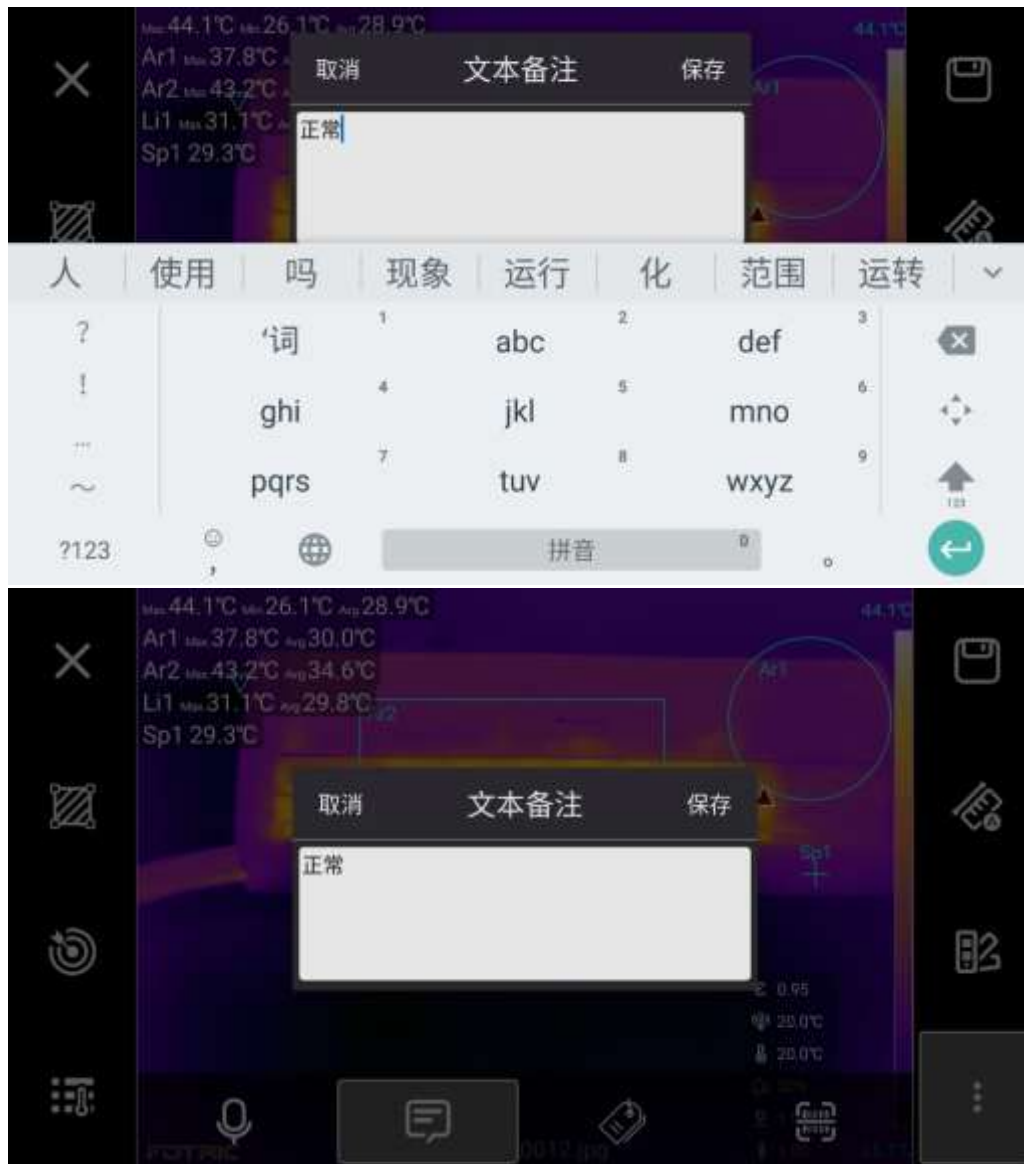 Max 44.1℃ Min 26.1℃ Avg 28.9℃
44.1℃
Ar1 Max 37.8℃
Ar2 Max 43.2℃
Li1 Max 31.1℃
Sp1 29.3℃
取消 文本备注 保存
Ar1
正常
人 使用 吗 现象 运行 化 范围 运转
? '词 1 abc 2 def 3
! ghi 4 jkl 5 mno 6
... pqrs 7 tuv 8 wxyz 9
~ 123
?123 , 拼音 0 。
Max 44.1℃ Min 26.1℃ Avg 28.9℃
44.1℃
Ar1 Max 37.8℃ Avg 30.0℃
Ar2 Max 43.2℃ Avg 34.6℃
Li1 Max 31.1℃ Avg 29.8℃
Sp1 29.3℃
Ar1
取消 文本备注 保存
正常
Sp1
ε 0.95
20.0℃
20.0℃
FOTRIC